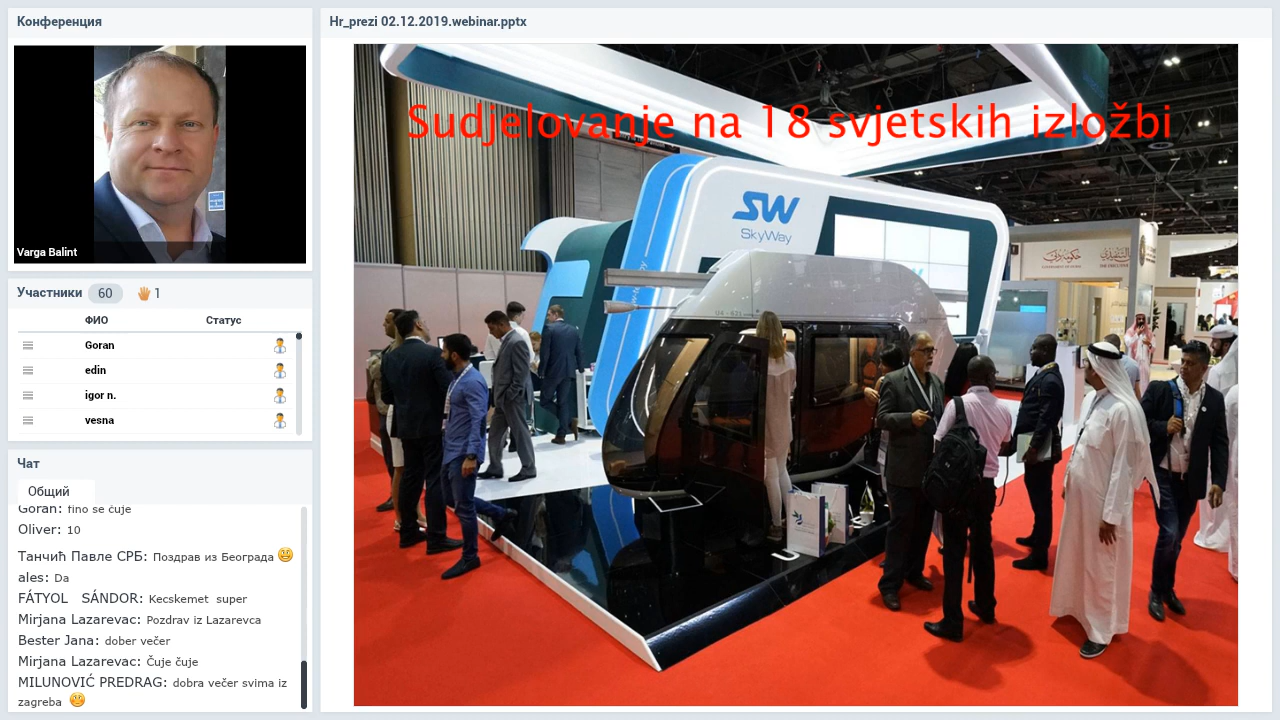 Конференция
Varga Balint
Участники 60 1
ФИО Статус
Goran
edin
igor n.
vesna
Чат
Общий
Goran: fino se čuje
Oliver: 10
Танчић Павле СРБ: Поздрав из Београда
ales: Da
FÁTYOL SÁNDOR: Kecskemet super
Mirjana Lazarevac: Pozdrav iz Lazarevca
Bester Jana: dober večer
Mirjana Lazarevac: Čuje čuje
MILUNOVIĆ PREDRAG: dobra večer svima iz
zagreba
Hr_prezi 02.12.2019.webinar.pptx
Sudjelovanje na 18 svjetskih izložbi
SW
SkyWay
U4 - 621